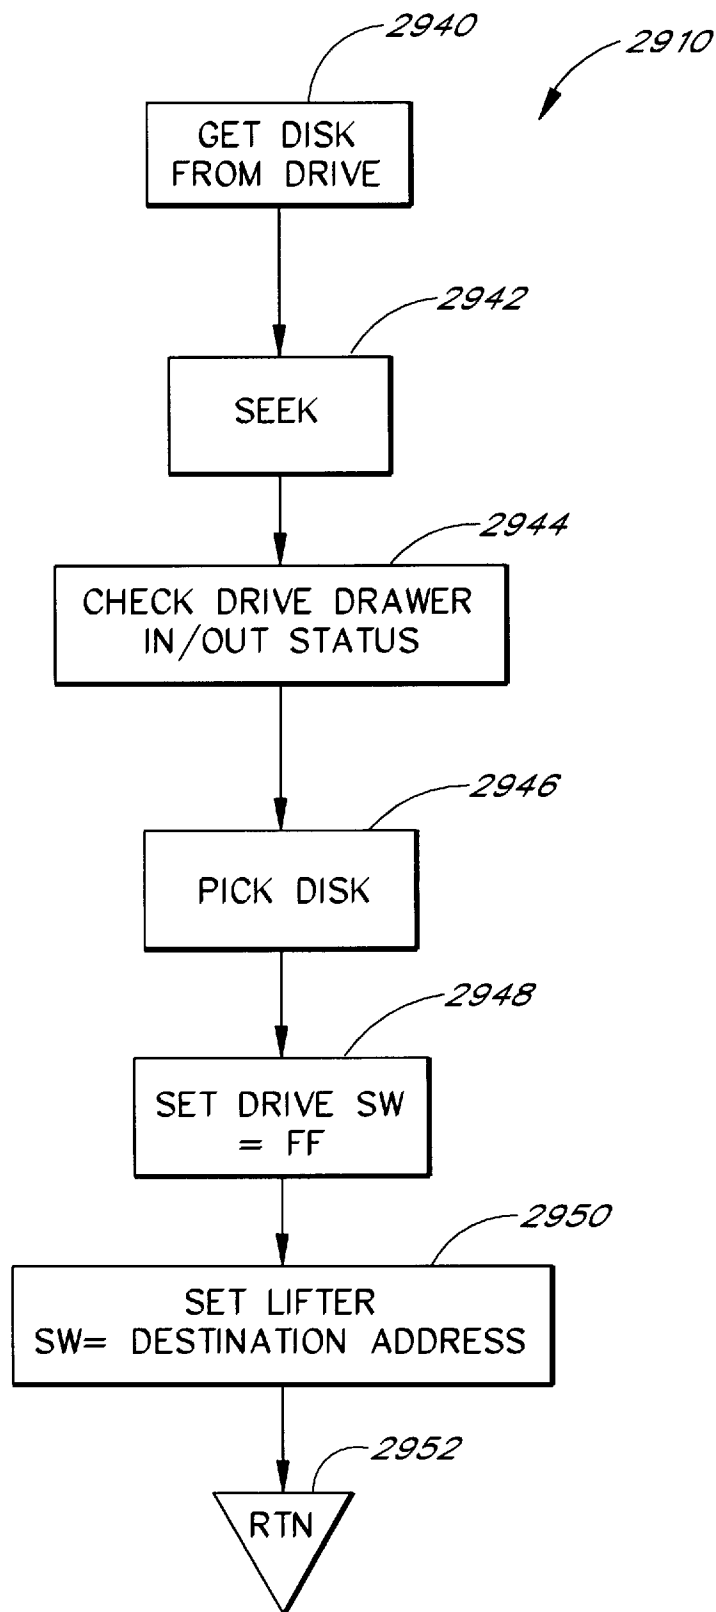 2940
2910
GET DISK
FROM DRIVE
2942
SEEK
2944
CHECK DRIVE DRAWER
IN/OUT STATUS
2946
PICK DISK
2948
SET DRIVE SW
= FF
2950
SET LIFTER
SW= DESTINATION ADDRESS
2952
RTN